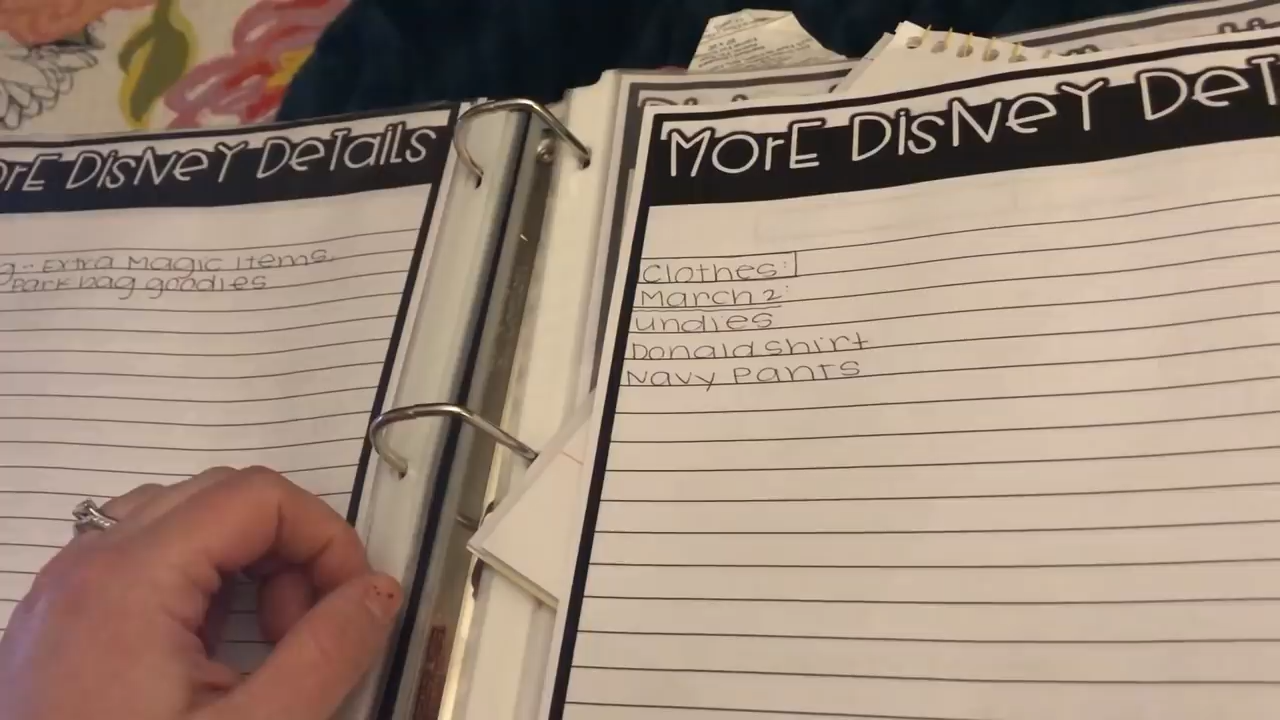 MOrE DiSNeY DeTails
Extra Magic Items
Park bag goodies
MOrE DiSNeY DeT
Clothes:
March 2:
undies
Donald shirt
Navy Pants